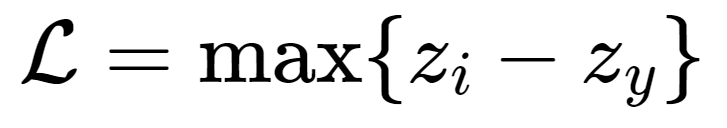 ℒ = max{z_i − z_y}